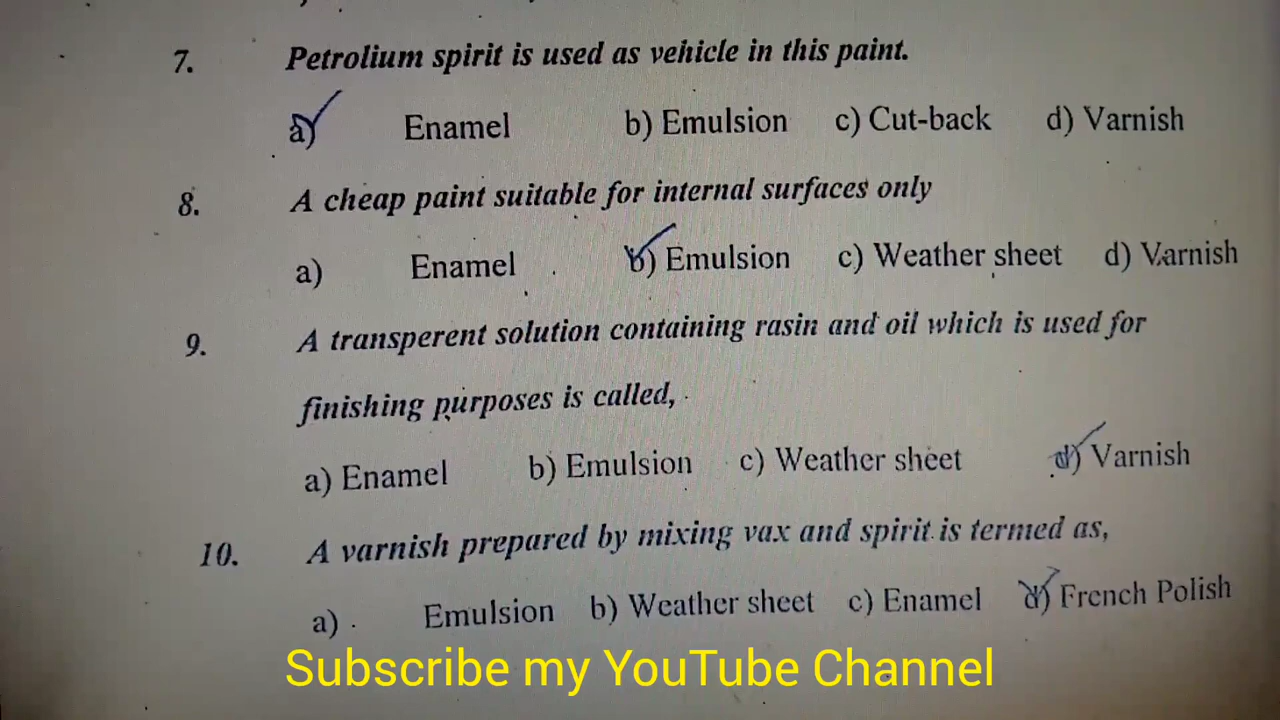 7. Petrolium spirit is used as vehicle in this paint.
a) Enamel b) Emulsion c) Cut-back d) Varnish
8. A cheap paint suitable for internal surfaces only
a) Enamel b) Emulsion c) Weather sheet d) Varnish
9. A transperent solution containing rasin and oil which is used for
finishing purposes is called,
a) Enamel b) Emulsion c) Weather sheet d) Varnish
10. A varnish prepared by mixing vax and spirit is termed as,
a) Emulsion b) Weather sheet c) Enamel d) French Polish
Subscribe my YouTube Channel